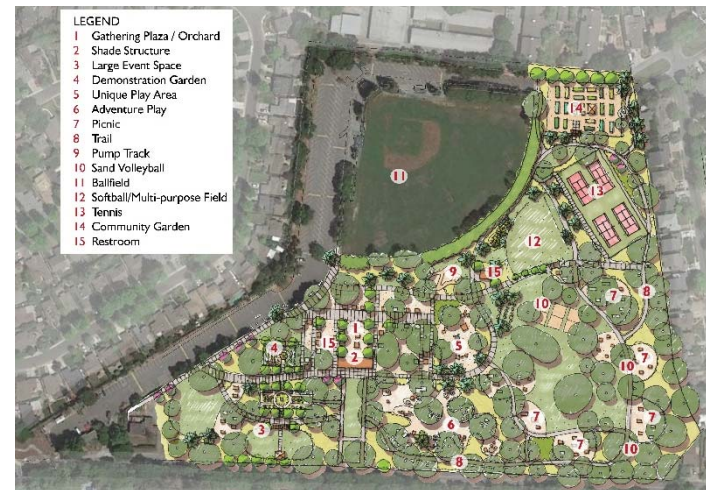 LEGEND
1 Gathering Plaza / Orchard
2 Shade Structure
3 Large Event Space
4 Demonstration Garden
5 Unique Play Area
6 Adventure Play
7 Picnic
8 Trail
9 Pump Track
10 Sand Volleyball
11 Ballfield
12 Softball/Multi-purpose Field
13 Tennis
14 Community Garden
15 Restroom
14
13
11
12
9
15
7
8
10
1
4
15
2
5
7
10
3
6
7
7
7
10
8